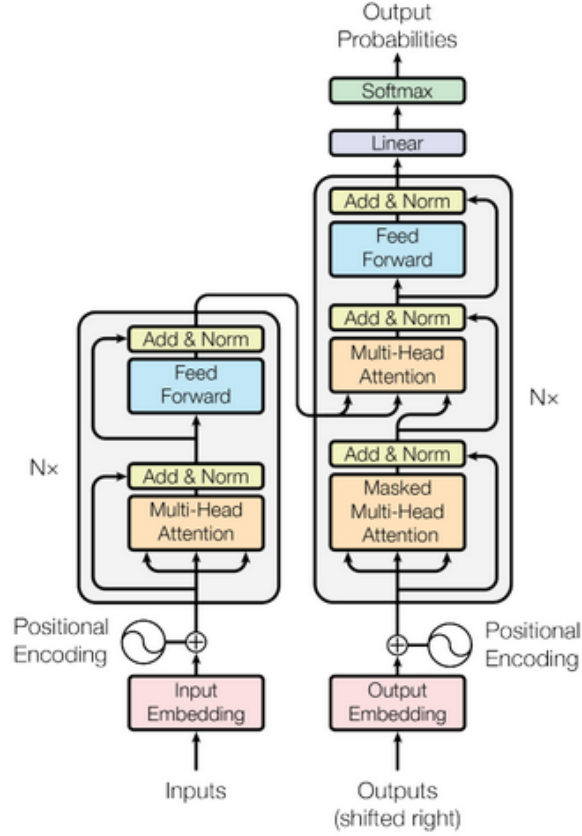 Output
Probabilities
Softmax
Linear
Add & Norm
Feed
Forward
Add & Norm
Multi-Head
Attention
N×
Add & Norm
Masked
Multi-Head
Attention
Positional
Encoding
Output
Embedding
Outputs
(shifted right)
Add & Norm
Feed
Forward
N×
Add & Norm
Multi-Head
Attention
Positional
Encoding
Input
Embedding
Inputs